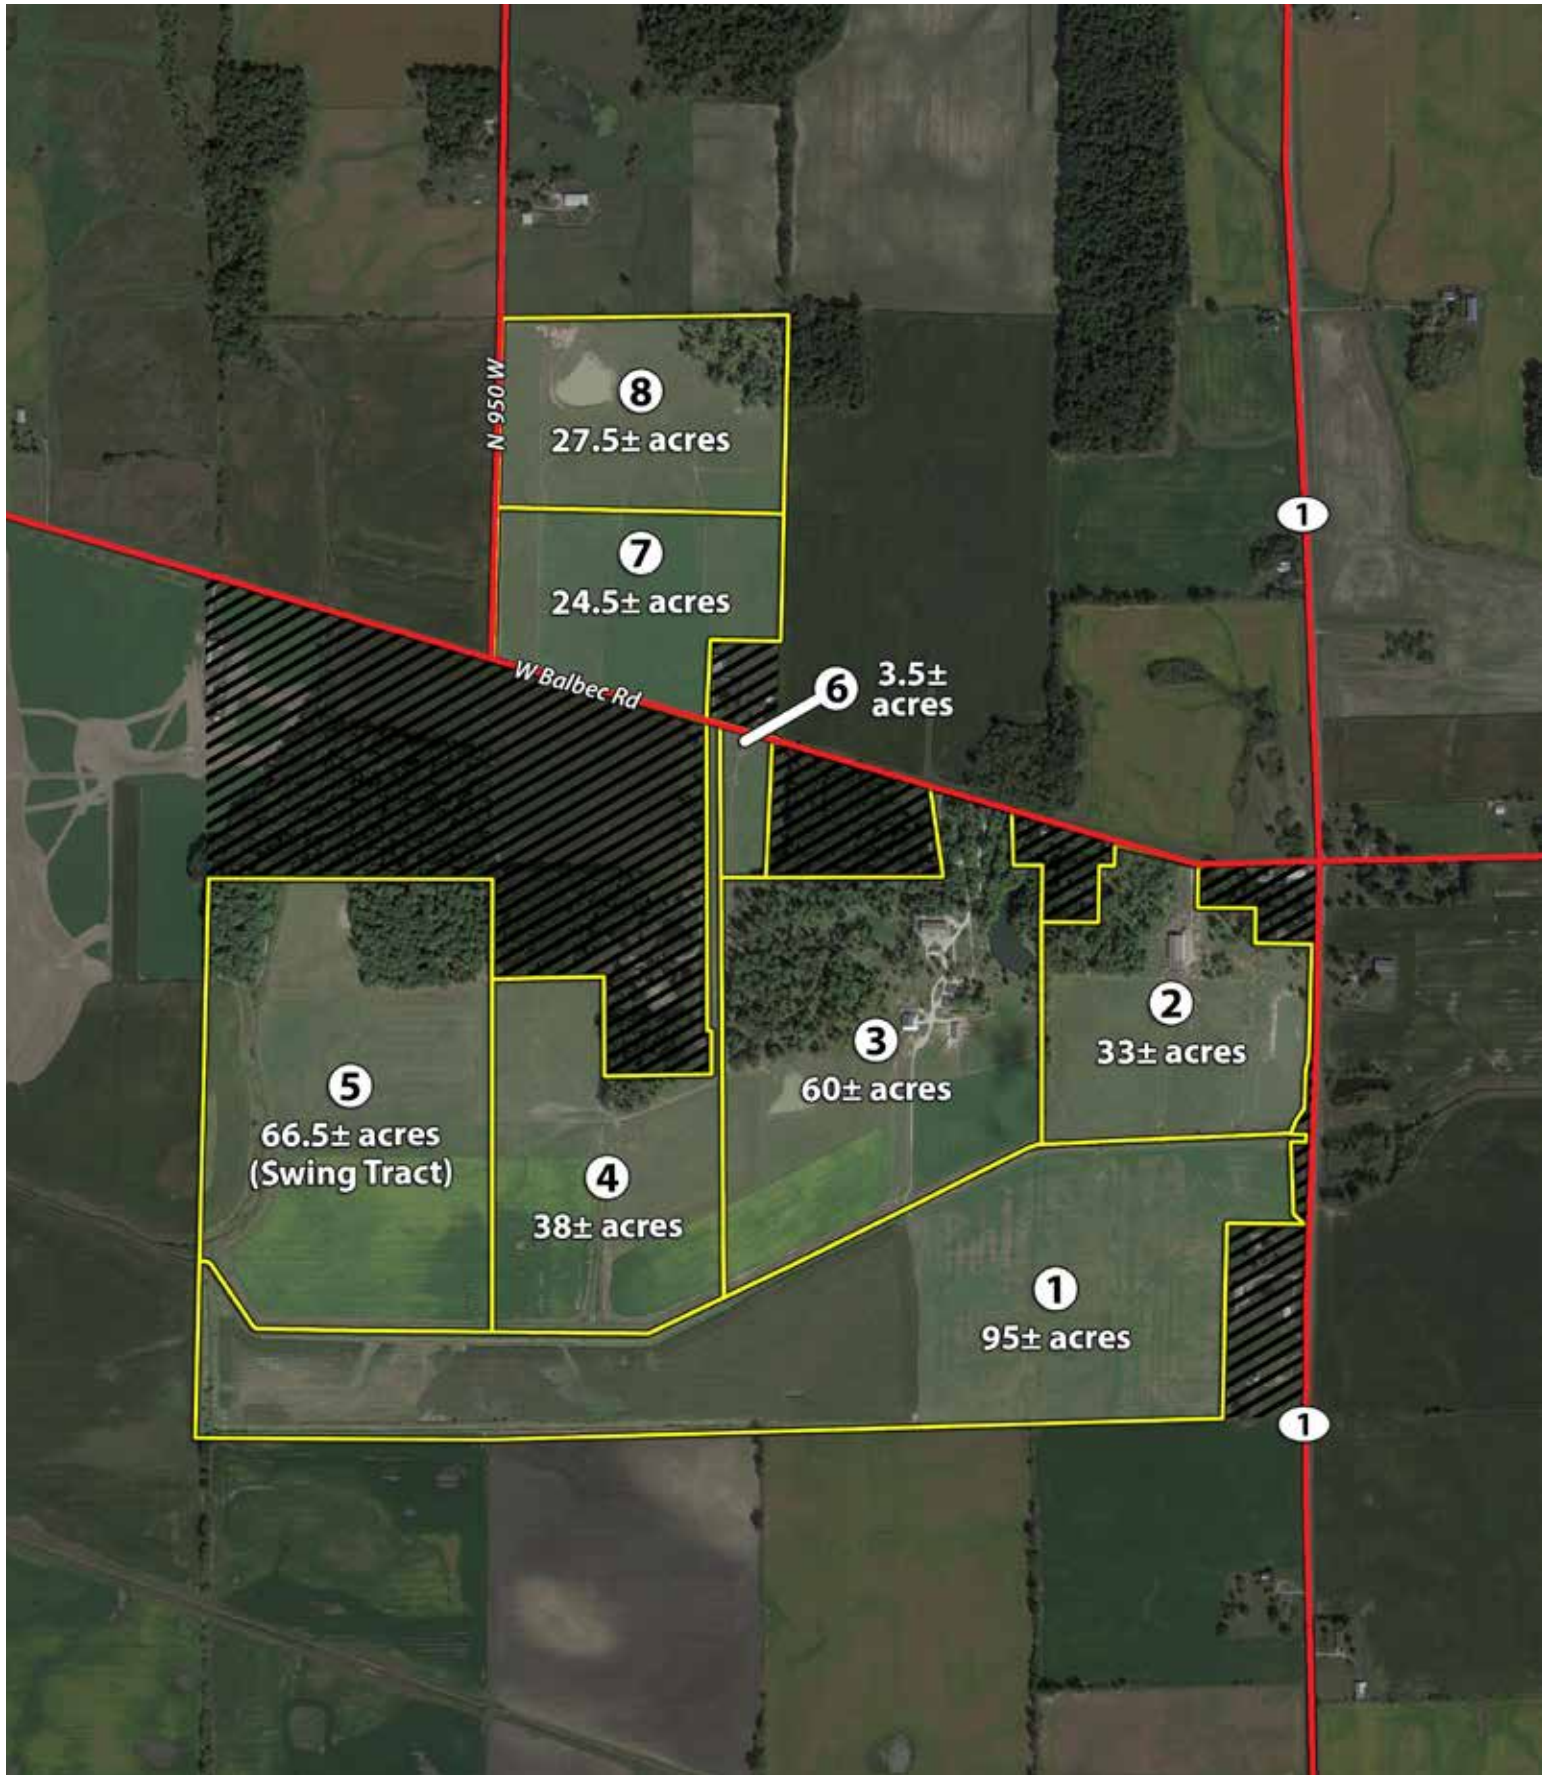 8
27.5± acres
N 950 W
1
7
24.5± acres
W Balbec Rd
6
3.5±
acres
2
33± acres
3
60± acres
5
66.5± acres
(Swing Tract)
4
38± acres
1
95± acres
1